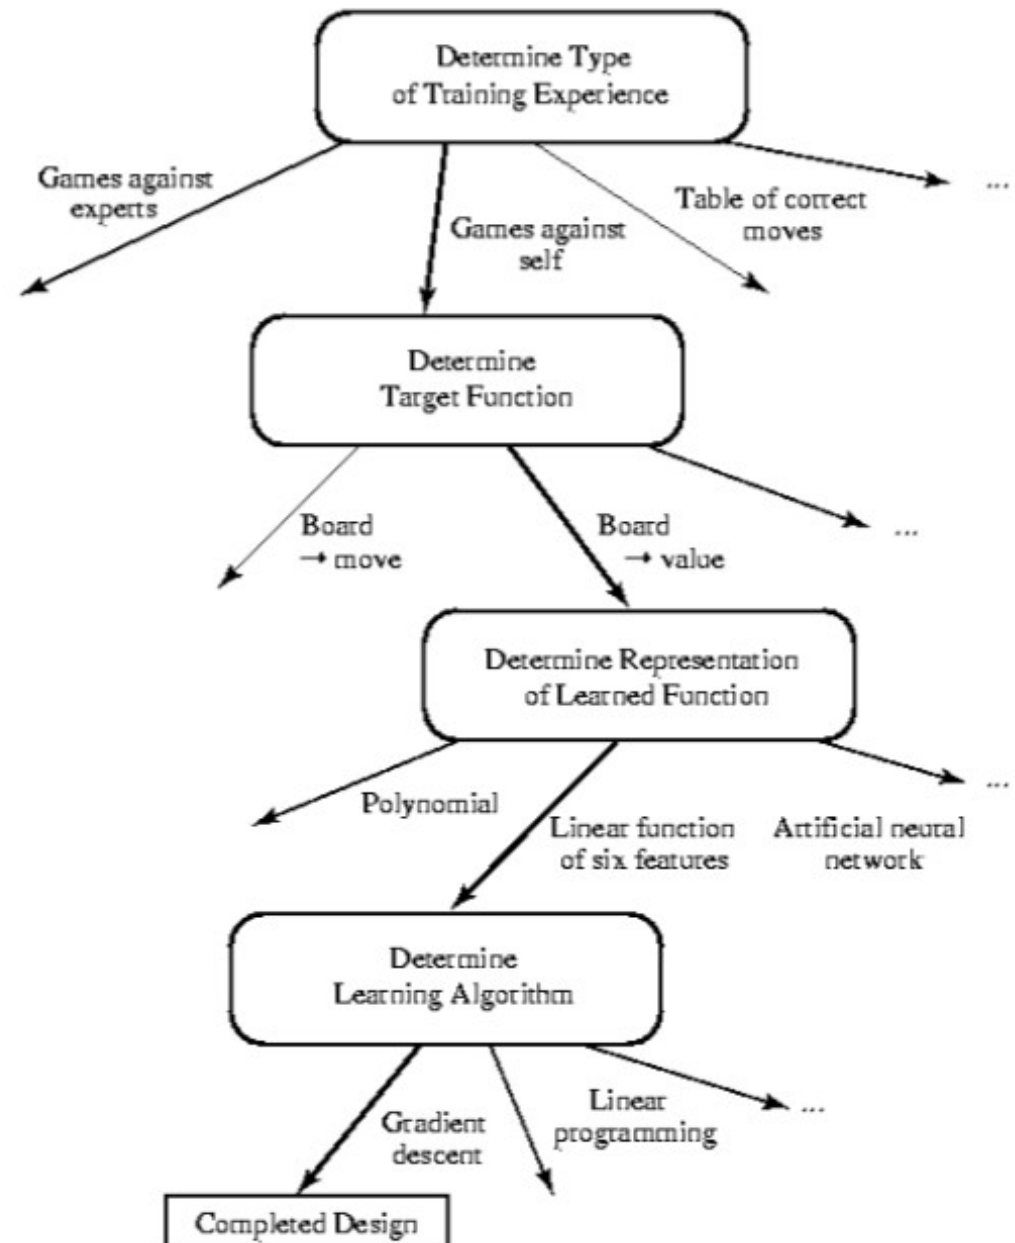 Determine Type
of Training Experience
Games against
experts
Games against
self
Table of correct
moves
...
Determine
Target Function
Board
→ move
Board
→ value
...
Determine Representation
of Learned Function
Polynomial
Linear function
of six features
Artificial neural
network
...
Determine
Learning Algorithm
Gradient
descent
Linear
programming
...
Completed Design